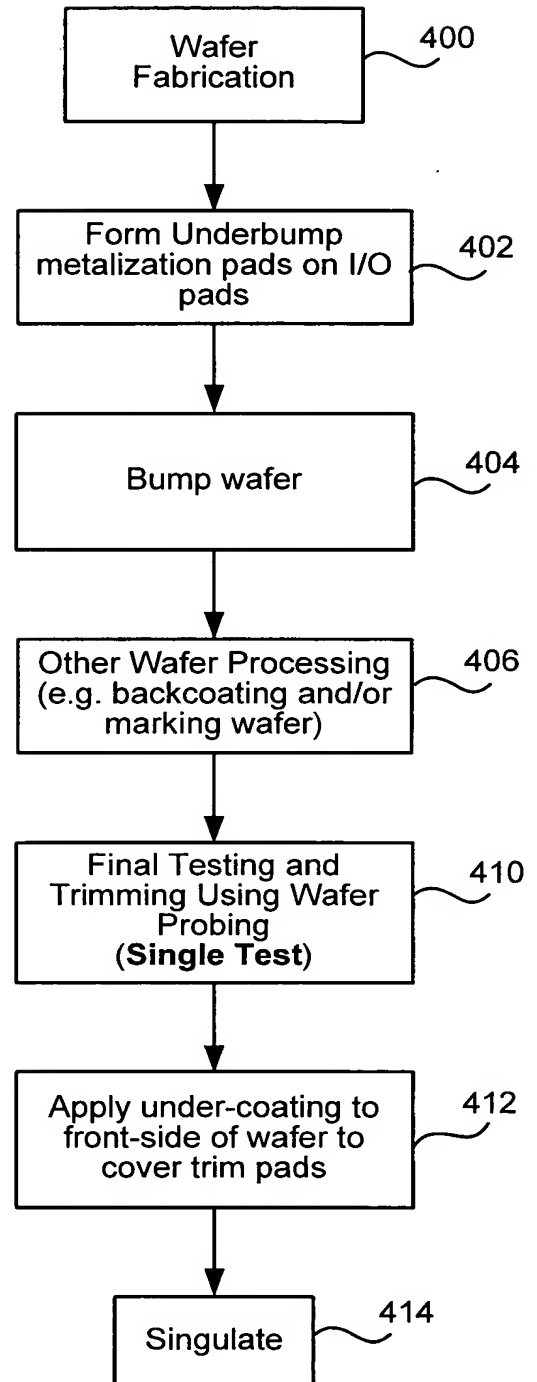 Wafer
Fabrication
400
Form Underbump
metalization pads on I/O
pads
402
Bump wafer
404
Other Wafer Processing
(e.g. backcoating and/or
marking wafer)
406
Final Testing and
Trimming Using Wafer
Probing
(Single Test)
410
Apply under-coating to
front-side of wafer to
cover trim pads
412
Singulate
414